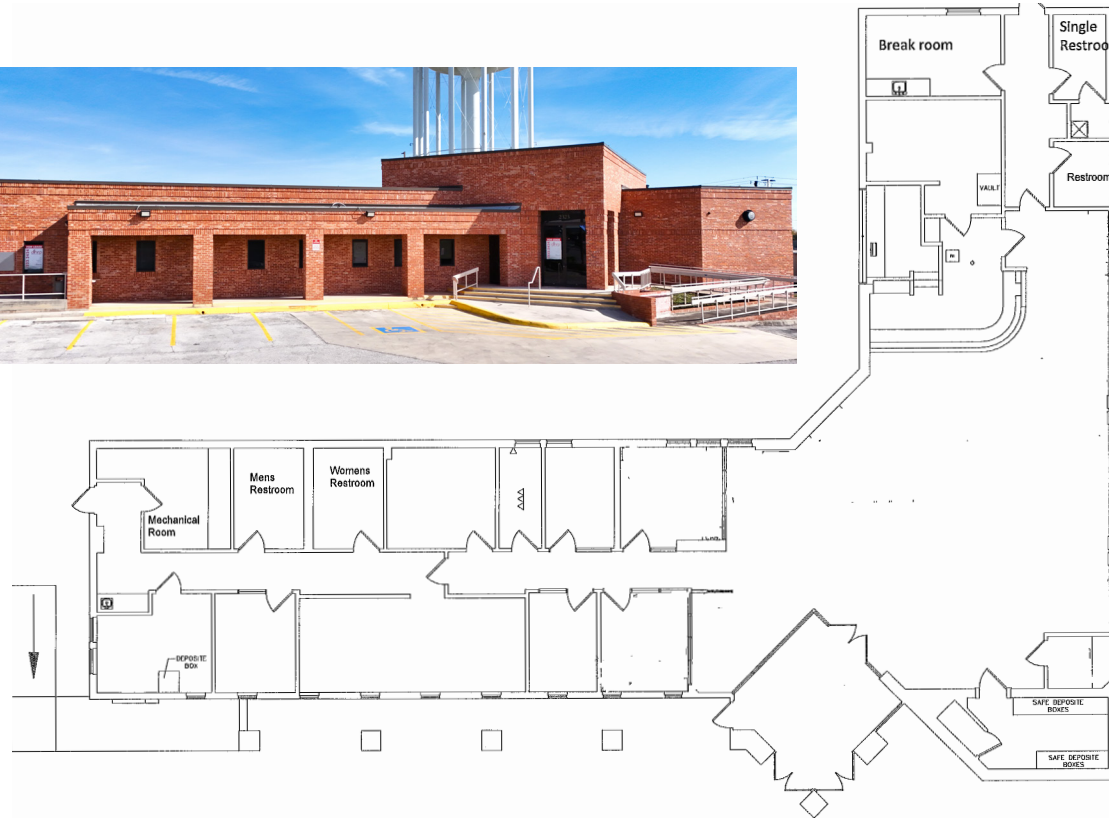 Break room
Single
Restroo
VAULT
Restroom
Mens
Restroom
Womens
Restroom
Mechanical
Room
DEPOSITE
BOX
SAFE DEPOSITE
BOXES
SAFE DEPOSITE
BOXES